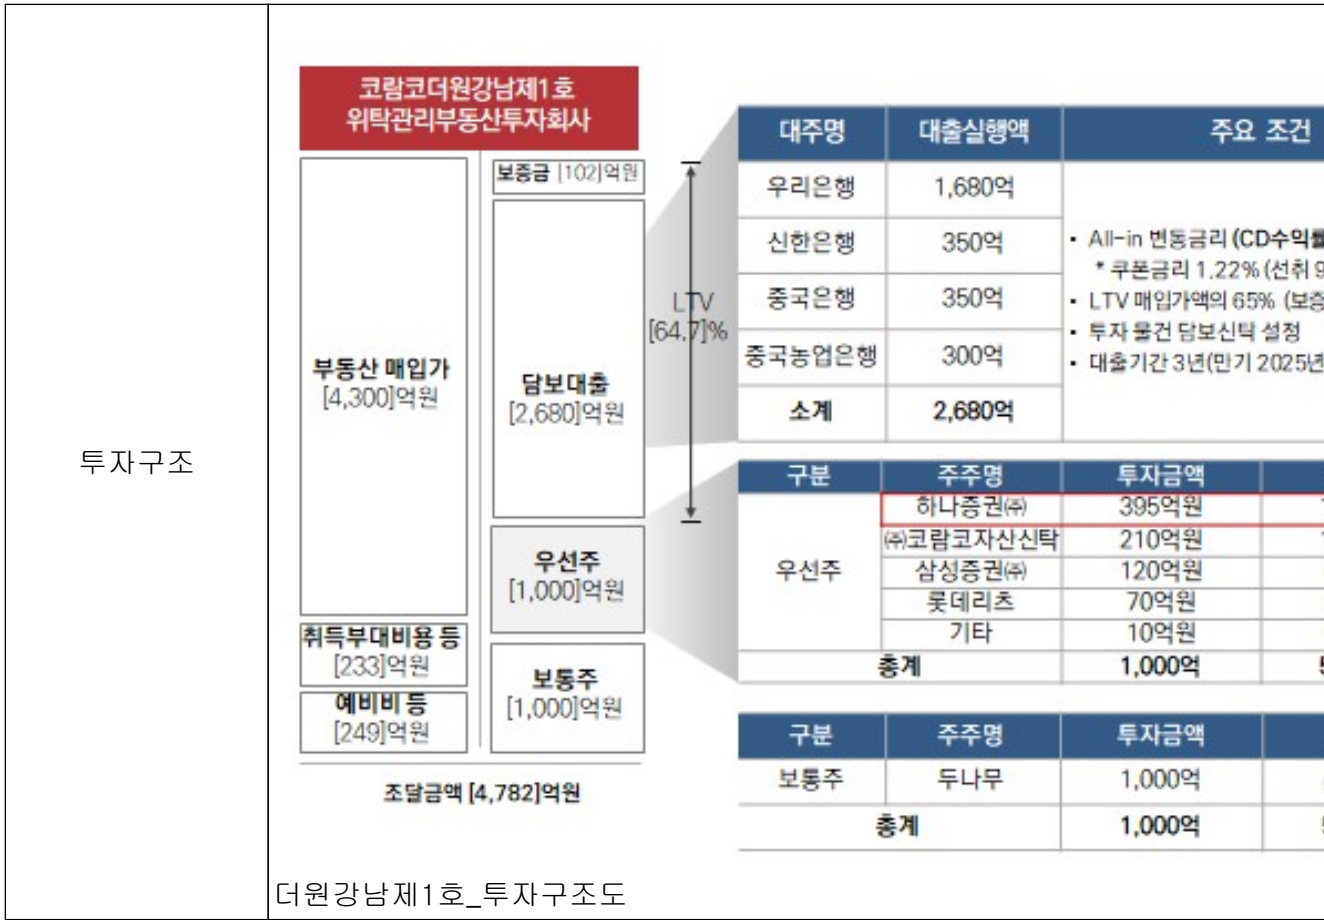 투자구조
코람코더원강남제1호
위탁관리부동산투자회사
보증금 [102]억원
부동산 매입가
[4,300]억원
담보대출
[2,680]억원
LTV
[64.7]%
우선주
[1,000]억원
취득부대비용 등
[233]억원
예비비 등
[249]억원
보통주
[1,000]억원
조달금액 [4,782]억원
대주명 대출실행액 주요 조건
우리은행 1,680억
신한은행 350억
중국은행 350억
중국농업은행 300억
소계 2,680억
• All-in 변동금리 (CD수익률
* 쿠폰금리 1.22% (선취 9
• LTV 매입가액의 65% (보증
• 투자 물건 담보신탁 설정
• 대출기간 3년(만기 2025년
구분 주주명 투자금액
우선주
하나증권㈜ 395억원
㈜코람코자산신탁 210억원
삼성증권㈜ 120억원
롯데리츠 70억원
기타 10억원
총계 1,000억
구분 주주명 투자금액
보통주 두나무 1,000억
총계 1,000억
더원강남제1호_투자구조도